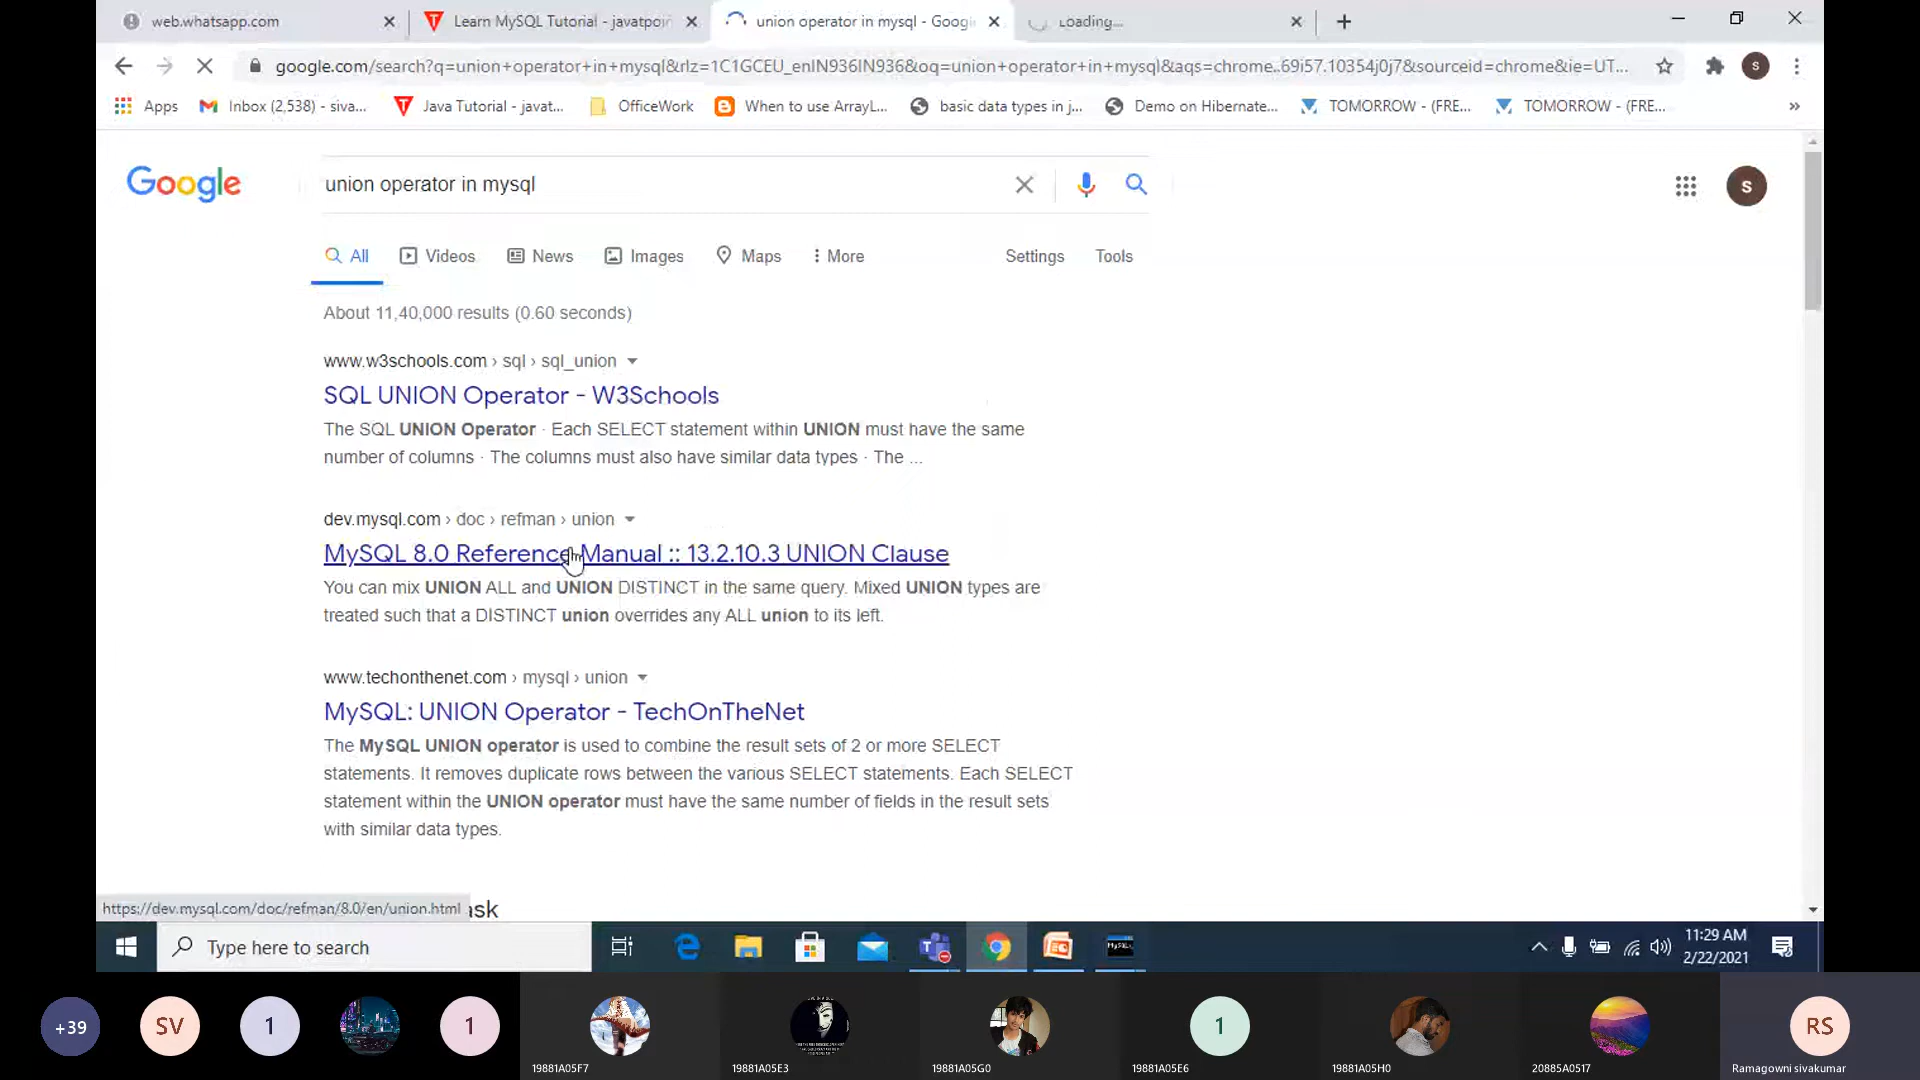 web.whatsapp.com
Learn MySQL Tutorial - javatpoin
union operator in mysql - Google
Loading...
google.com/search?q=union+operator+in+mysql&rlz=1C1GCEU_enIN936IN936&oq=union+operator+in+mysql&aqs=chrome..69i57.10354j0j7&sourceid=chrome&ie=UT...
S
Apps
Inbox (2,538) - siva...
Java Tutorial - javat...
OfficeWork
When to use ArrayL...
basic data types in j...
Demo on Hibernate...
TOMORROW - (FRE...
TOMORROW - (FRE...
»
Google
union operator in mysql
S
All
Videos
News
Images
Maps
More
Settings
Tools
About 11,40,000 results (0.60 seconds)
www.w3schools.com › sql › sql_union
SQL UNION Operator - W3Schools
The SQL UNION Operator · Each SELECT statement within UNION must have the same
number of columns · The columns must also have similar data types · The ...
dev.mysql.com › doc › refman › union
MySQL 8.0 Reference Manual :: 13.2.10.3 UNION Clause
You can mix UNION ALL and UNION DISTINCT in the same query. Mixed UNION types are
treated such that a DISTINCT union overrides any ALL union to its left.
www.techonthenet.com › mysql › union
MySQL: UNION Operator - TechOnTheNet
The MySQL UNION operator is used to combine the result sets of 2 or more SELECT
statements. It removes duplicate rows between the various SELECT statements. Each SELECT
statement within the UNION operator must have the same number of fields in the result sets
with similar data types.
https://dev.mysql.com/doc/refman/8.0/en/union.html
ask
Type here to search
11:29 AM
2/22/2021
+39
SV
1
1
19881A05F7
19881A05E3
19881A05G0
1
19881A05E6
19881A05H0
20885A0517
RS
Ramagowni sivakumar